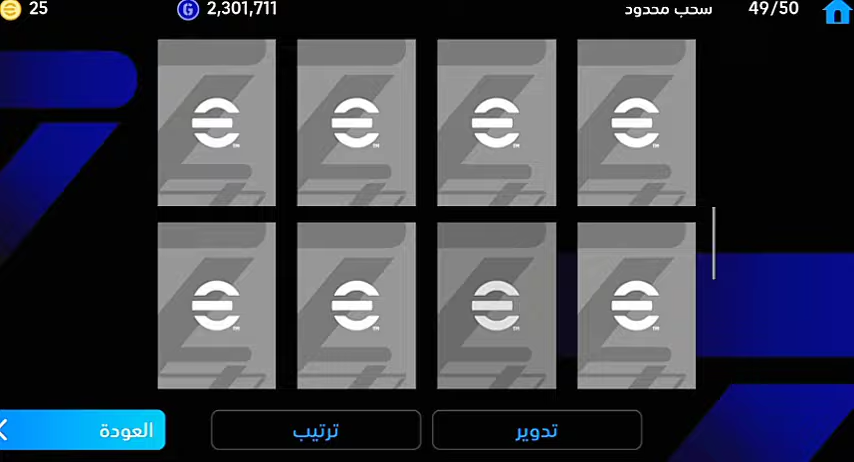 49/50
سحب محدود
2,301,711
25
تدوير
ترتيب
العودة